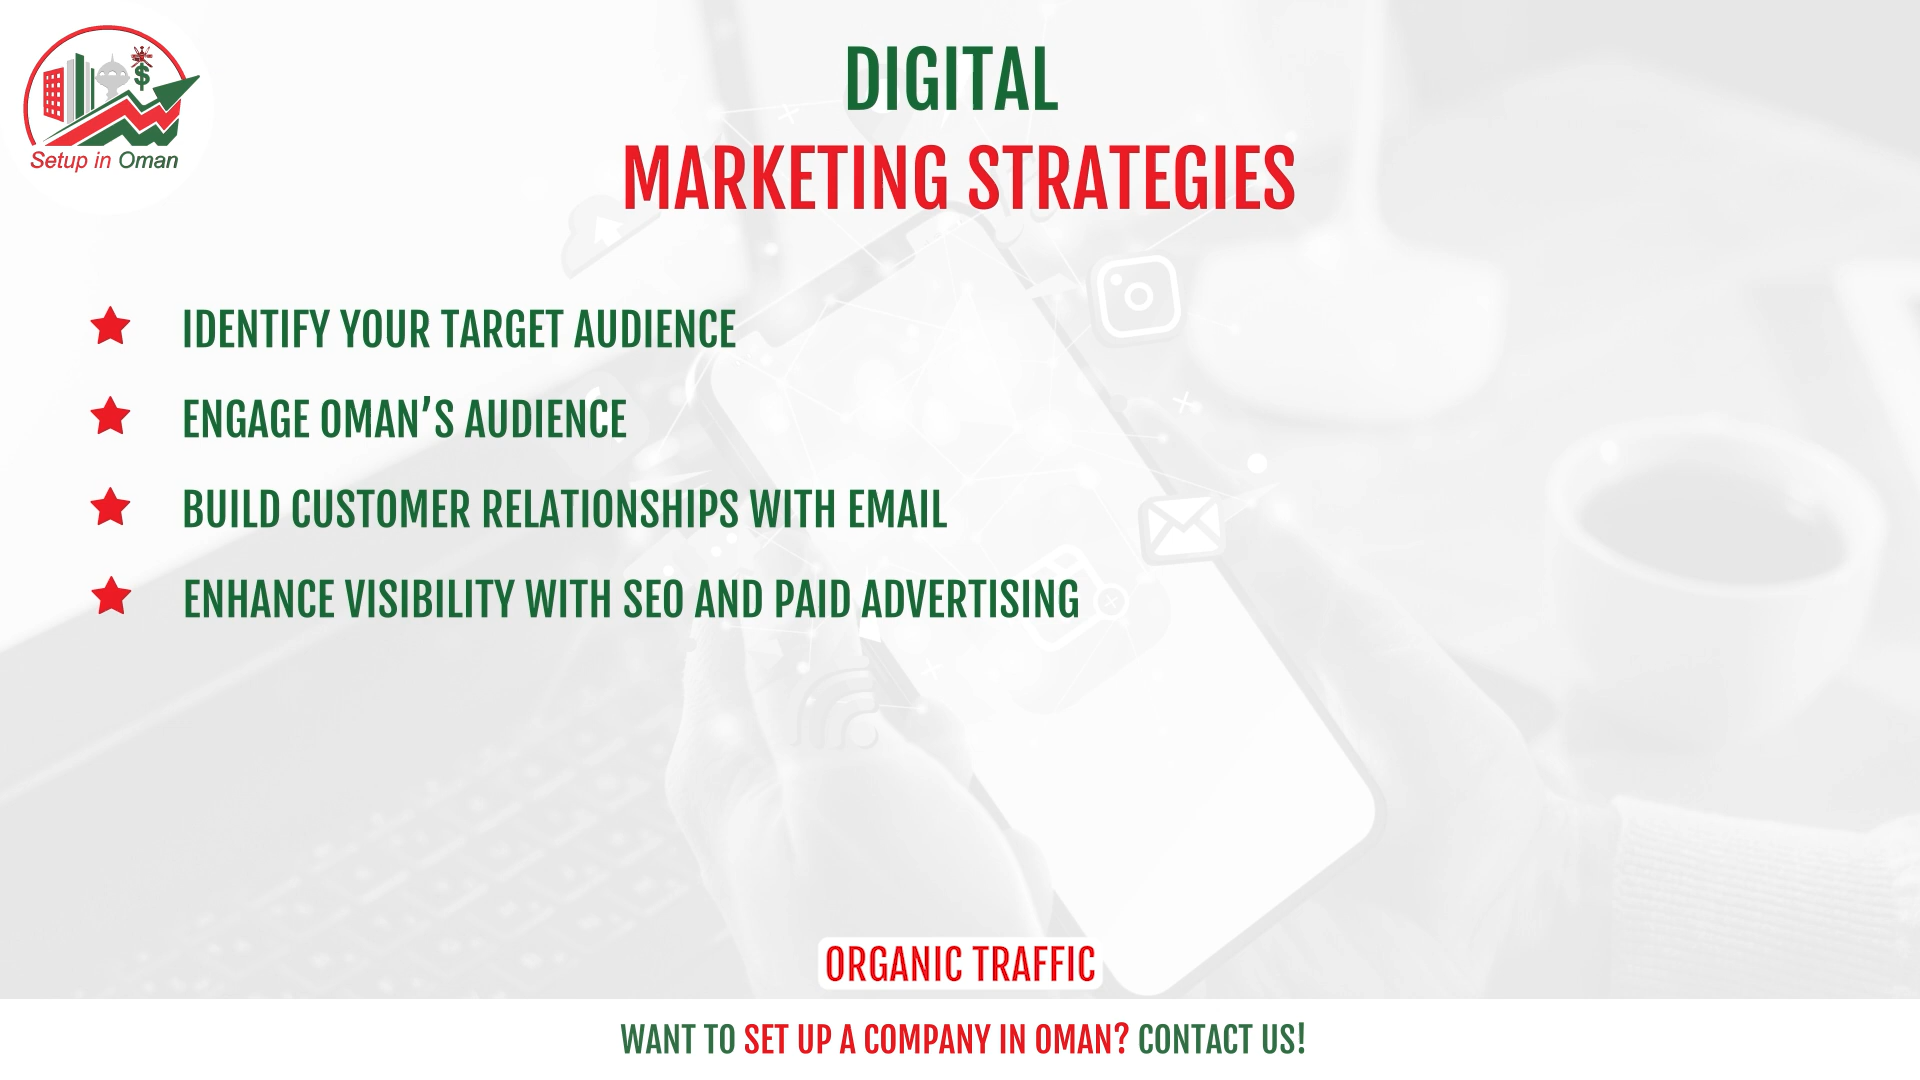 Setup in Oman
DIGITAL
MARKETING STRATEGIES
IDENTIFY YOUR TARGET AUDIENCE
ENGAGE OMAN’S AUDIENCE
BUILD CUSTOMER RELATIONSHIPS WITH EMAIL
ENHANCE VISIBILITY WITH SEO AND PAID ADVERTISING
ORGANIC TRAFFIC
WANT TO SET UP A COMPANY IN OMAN? CONTACT US!